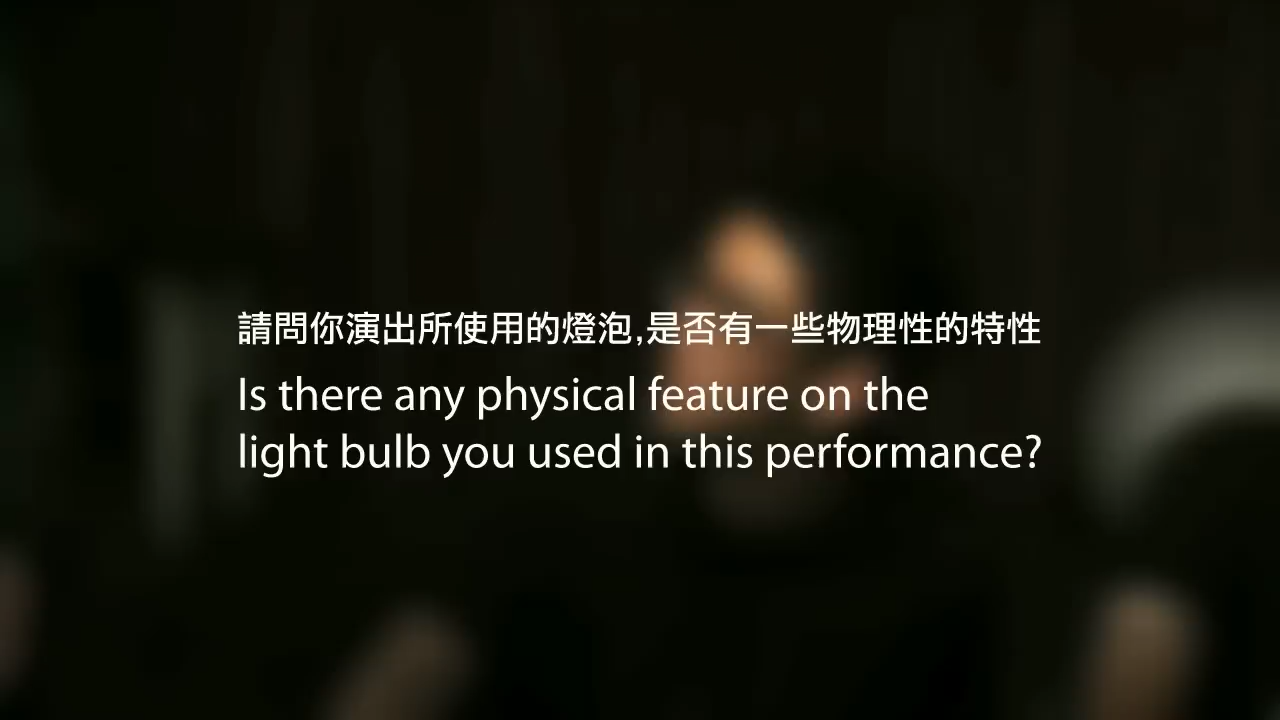 請問你演出所使用的燈泡,是否有一些物理性的特性
Is there any physical feature on the
light bulb you used in this performance?